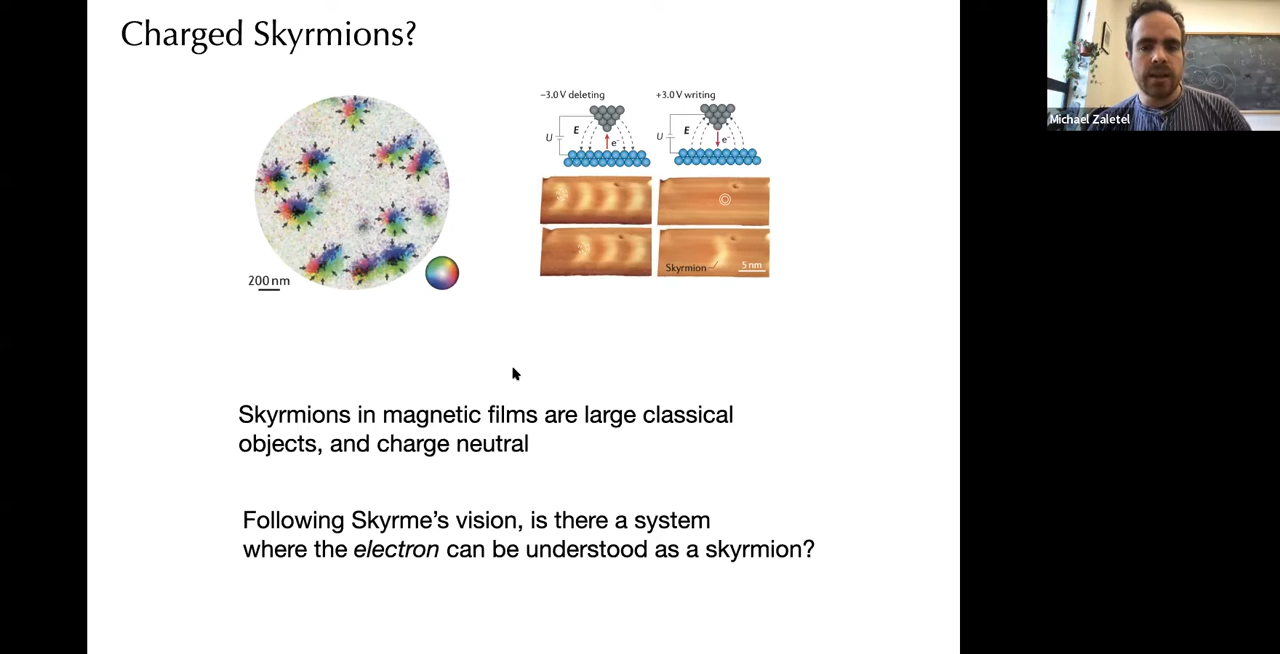 Charged Skyrmions?
−3.0 V deleting
+3.0 V writing
U
E
e⁻
U
E
e⁻
200 nm
Skyrmion
5 nm
Skyrmions in magnetic films are large classical
objects, and charge neutral
Following Skyrme’s vision, is there a system
where the electron can be understood as a skyrmion?
Michael Zaletel